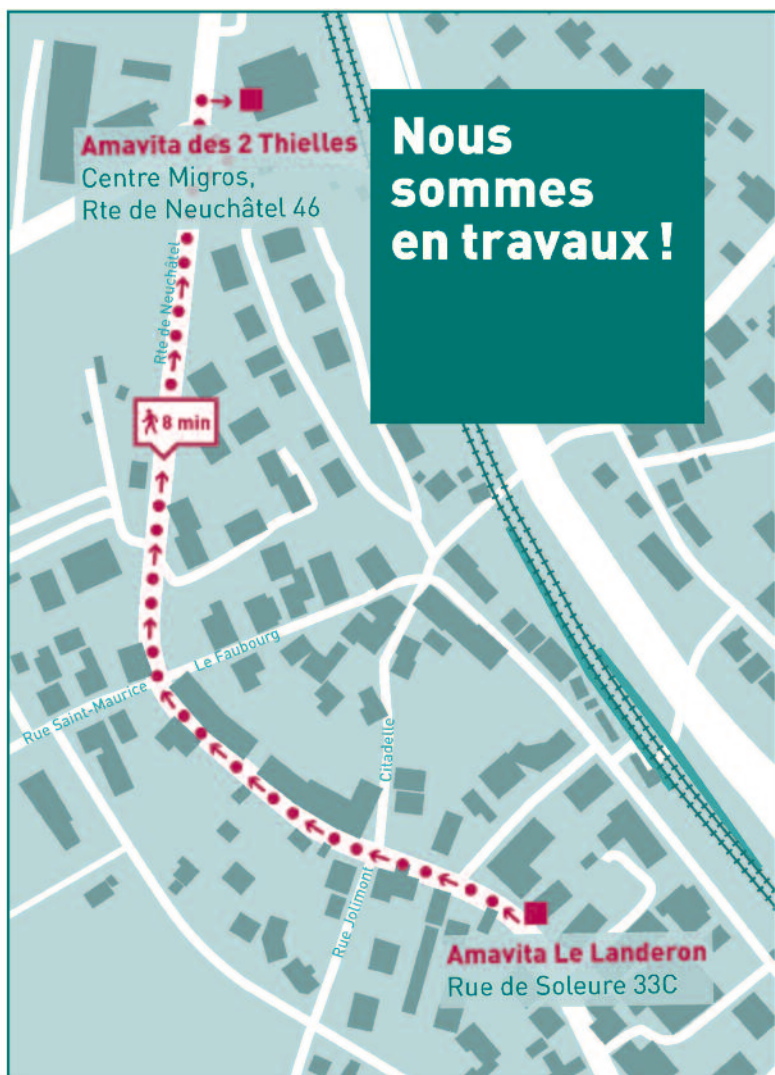 Nous
sommes
en travaux !
Amavita des 2 Thielles
Centre Migros,
Rte de Neuchâtel 46
Rte de Neuchâtel
8 min
Le Faubourg
Rue Saint-Maurice
Citadelle
Rue Jolimont
Amavita Le Landeron
Rue de Soleure 33C